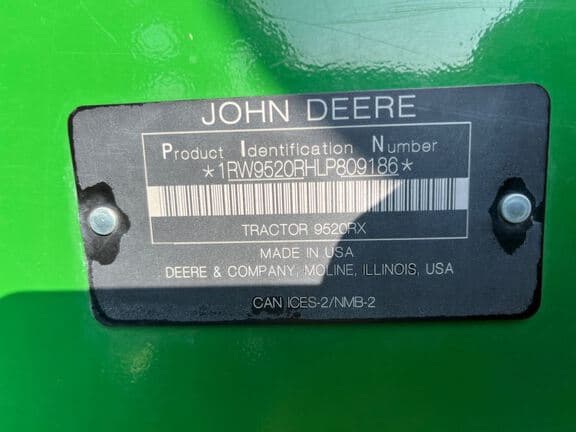 JOHN DEERE
Product Identification Number
*1RW9520RHLP809186*
TRACTOR 9520RX
MADE IN USA
DEERE & COMPANY, MOLINE, ILLINOIS, USA
CAN ICES-2/NMB-2